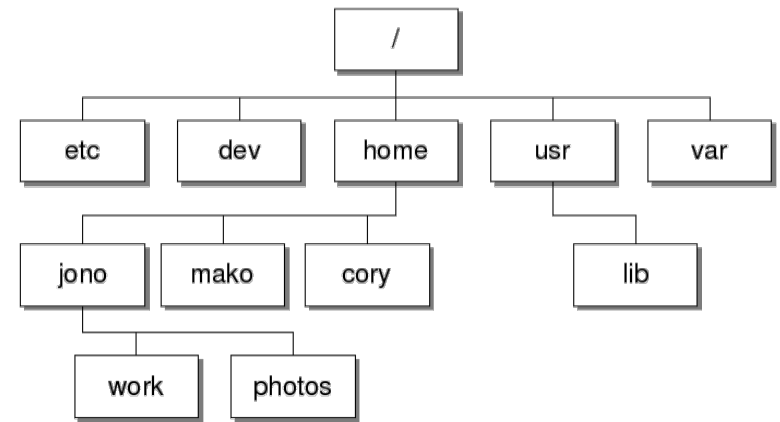 /
etc dev home usr var
jono mako cory lib
work photos